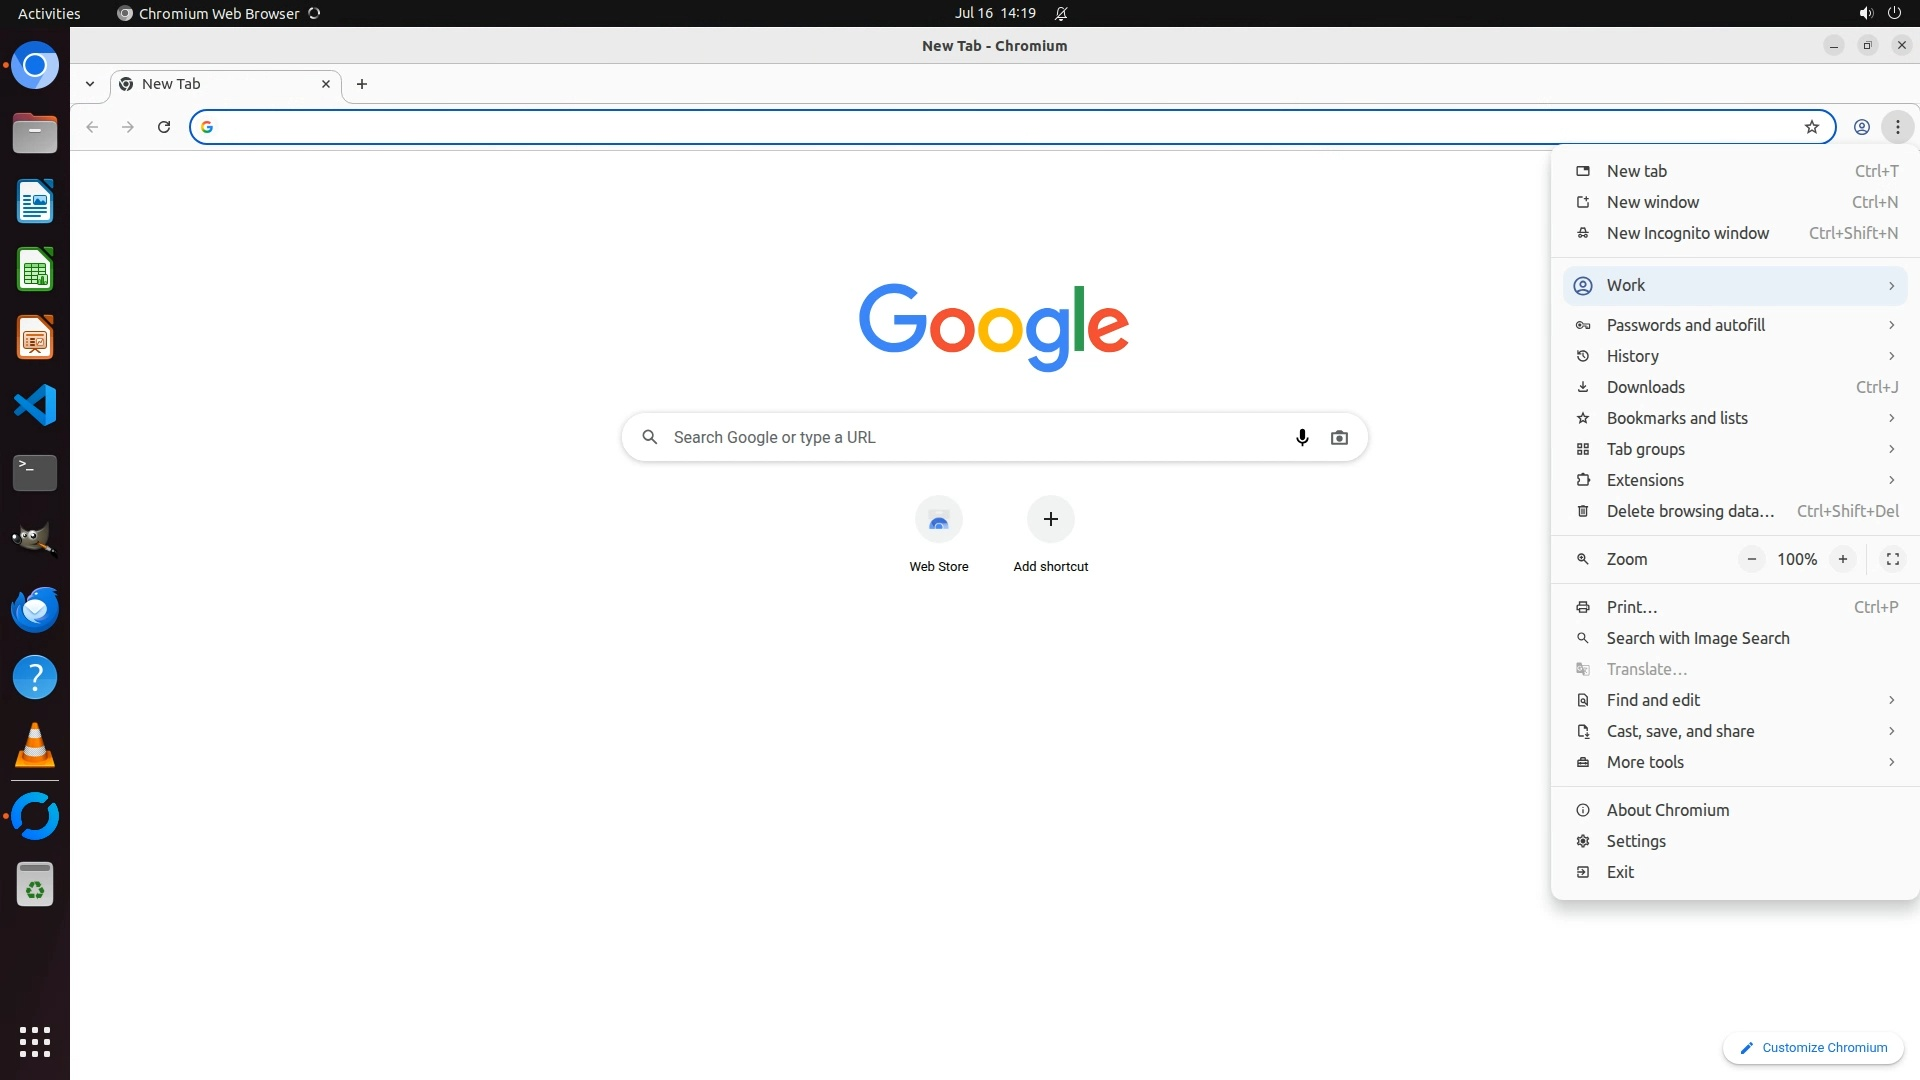 Activities
Chromium Web Browser
Jul 16 14:19
New Tab - Chromium
New Tab
Google
Search Google or type a URL
Web Store
Add shortcut
New tab Ctrl+T
New window Ctrl+N
New Incognito window Ctrl+Shift+N
Work
Passwords and autofill
History
Downloads Ctrl+J
Bookmarks and lists
Tab groups
Extensions
Delete browsing data... Ctrl+Shift+Del
Zoom − 100% +
Print... Ctrl+P
Search with Image Search
Translate...
Find and edit
Cast, save, and share
More tools
About Chromium
Settings
Exit
Customize Chromium